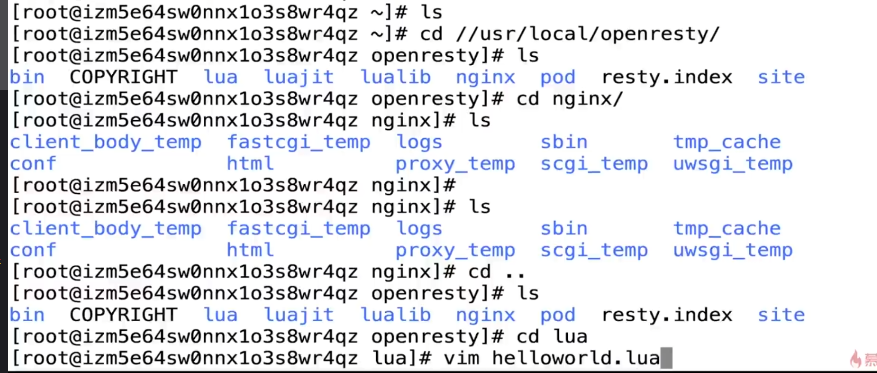 [root@izm5e64sw0nnx1o3s8wr4qz ~]# ls
[root@izm5e64sw0nnx1o3s8wr4qz ~]# cd //usr/local/openresty/
[root@izm5e64sw0nnx1o3s8wr4qz openresty]# ls
bin COPYRIGHT lua luajit lualib nginx pod resty.index site
[root@izm5e64sw0nnx1o3s8wr4qz openresty]# cd nginx/
[root@izm5e64sw0nnx1o3s8wr4qz nginx]# ls
client_body_temp fastcgi_temp logs sbin tmp_cache
conf html proxy_temp scgi_temp uwsgi_temp
[root@izm5e64sw0nnx1o3s8wr4qz nginx]#
[root@izm5e64sw0nnx1o3s8wr4qz nginx]# ls
client_body_temp fastcgi_temp logs sbin tmp_cache
conf html proxy_temp scgi_temp uwsgi_temp
[root@izm5e64sw0nnx1o3s8wr4qz nginx]# cd ..
[root@izm5e64sw0nnx1o3s8wr4qz openresty]# ls
bin COPYRIGHT lua luajit lualib nginx pod resty.index site
[root@izm5e64sw0nnx1o3s8wr4qz openresty]# cd lua
[root@izm5e64sw0nnx1o3s8wr4qz lua]# vim helloworld.lua